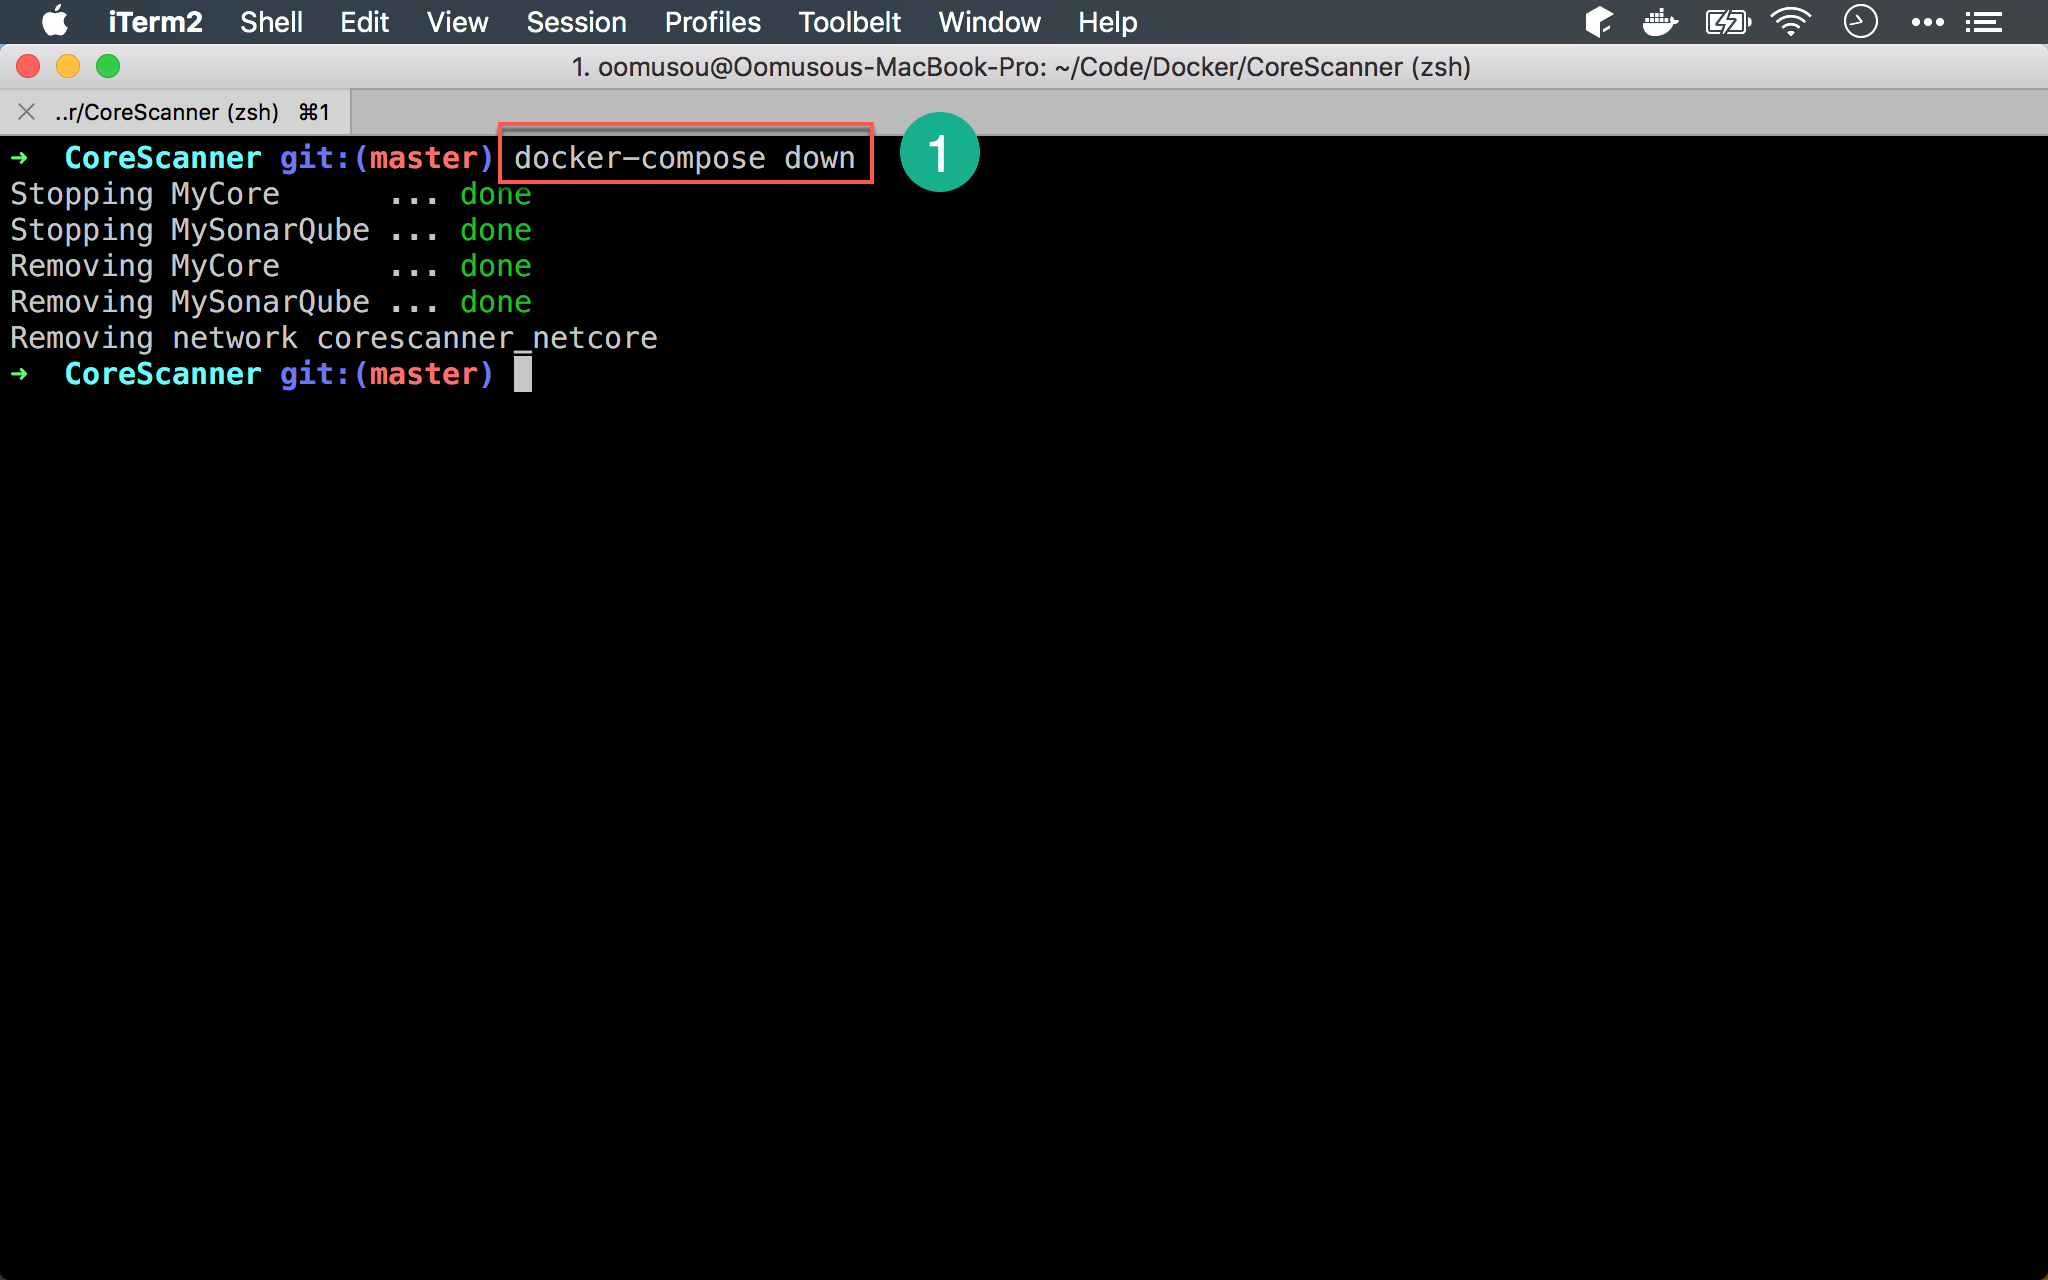 iTerm2 Shell Edit View Session Profiles Toolbelt Window Help
1. oomusou@Oomusous-MacBook-Pro: ~/Code/Docker/CoreScanner (zsh)
..r/CoreScanner (zsh) ⌘1
➜ CoreScanner git:(master) docker-compose down
1
Stopping MyCore ... done
Stopping MySonarQube ... done
Removing MyCore ... done
Removing MySonarQube ... done
Removing network corescanner_netcore
➜ CoreScanner git:(master)